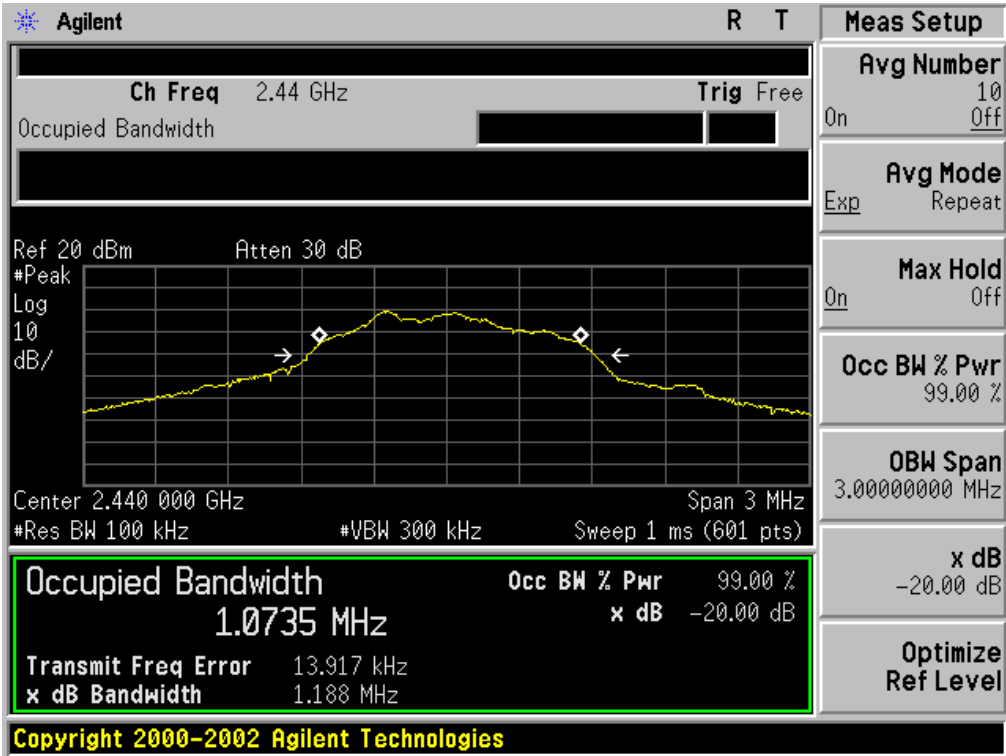 Agilent R T
Meas Setup
Ch Freq 2.44 GHz Trig Free
Occupied Bandwidth
Avg Number
10
On Off
Avg Mode
Exp Repeat
Max Hold
On Off
Occ BW % Pwr
99.00 %
OBW Span
3.00000000 MHz
x dB
-20.00 dB
Optimize
Ref Level
Ref 20 dBm Atten 30 dB
#Peak
Log
10
dB/
Center 2.440 000 GHz Span 3 MHz
#Res BW 100 kHz #VBW 300 kHz Sweep 1 ms (601 pts)
Occupied Bandwidth Occ BW % Pwr 99.00 %
1.0735 MHz x dB -20.00 dB
Transmit Freq Error 13.917 kHz
x dB Bandwidth 1.188 MHz
Copyright 2000-2002 Agilent Technologies